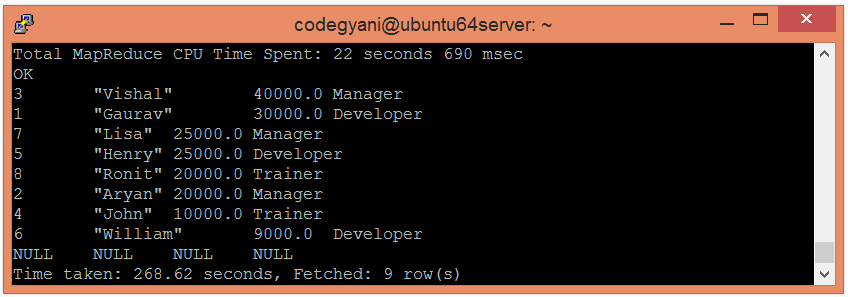 codegyani@ubuntu64server: ~
Total MapReduce CPU Time Spent: 22 seconds 690 msec
OK
3       "Vishal"        40000.0 Manager
1       "Gaurav"        30000.0 Developer
7       "Lisa"  25000.0 Manager
5       "Henry" 25000.0 Developer
8       "Ronit" 20000.0 Trainer
2       "Aryan" 20000.0 Manager
4       "John"  10000.0 Trainer
6       "William"       9000.0  Developer
NULL    NULL    NULL    NULL
Time taken: 268.62 seconds, Fetched: 9 row(s)